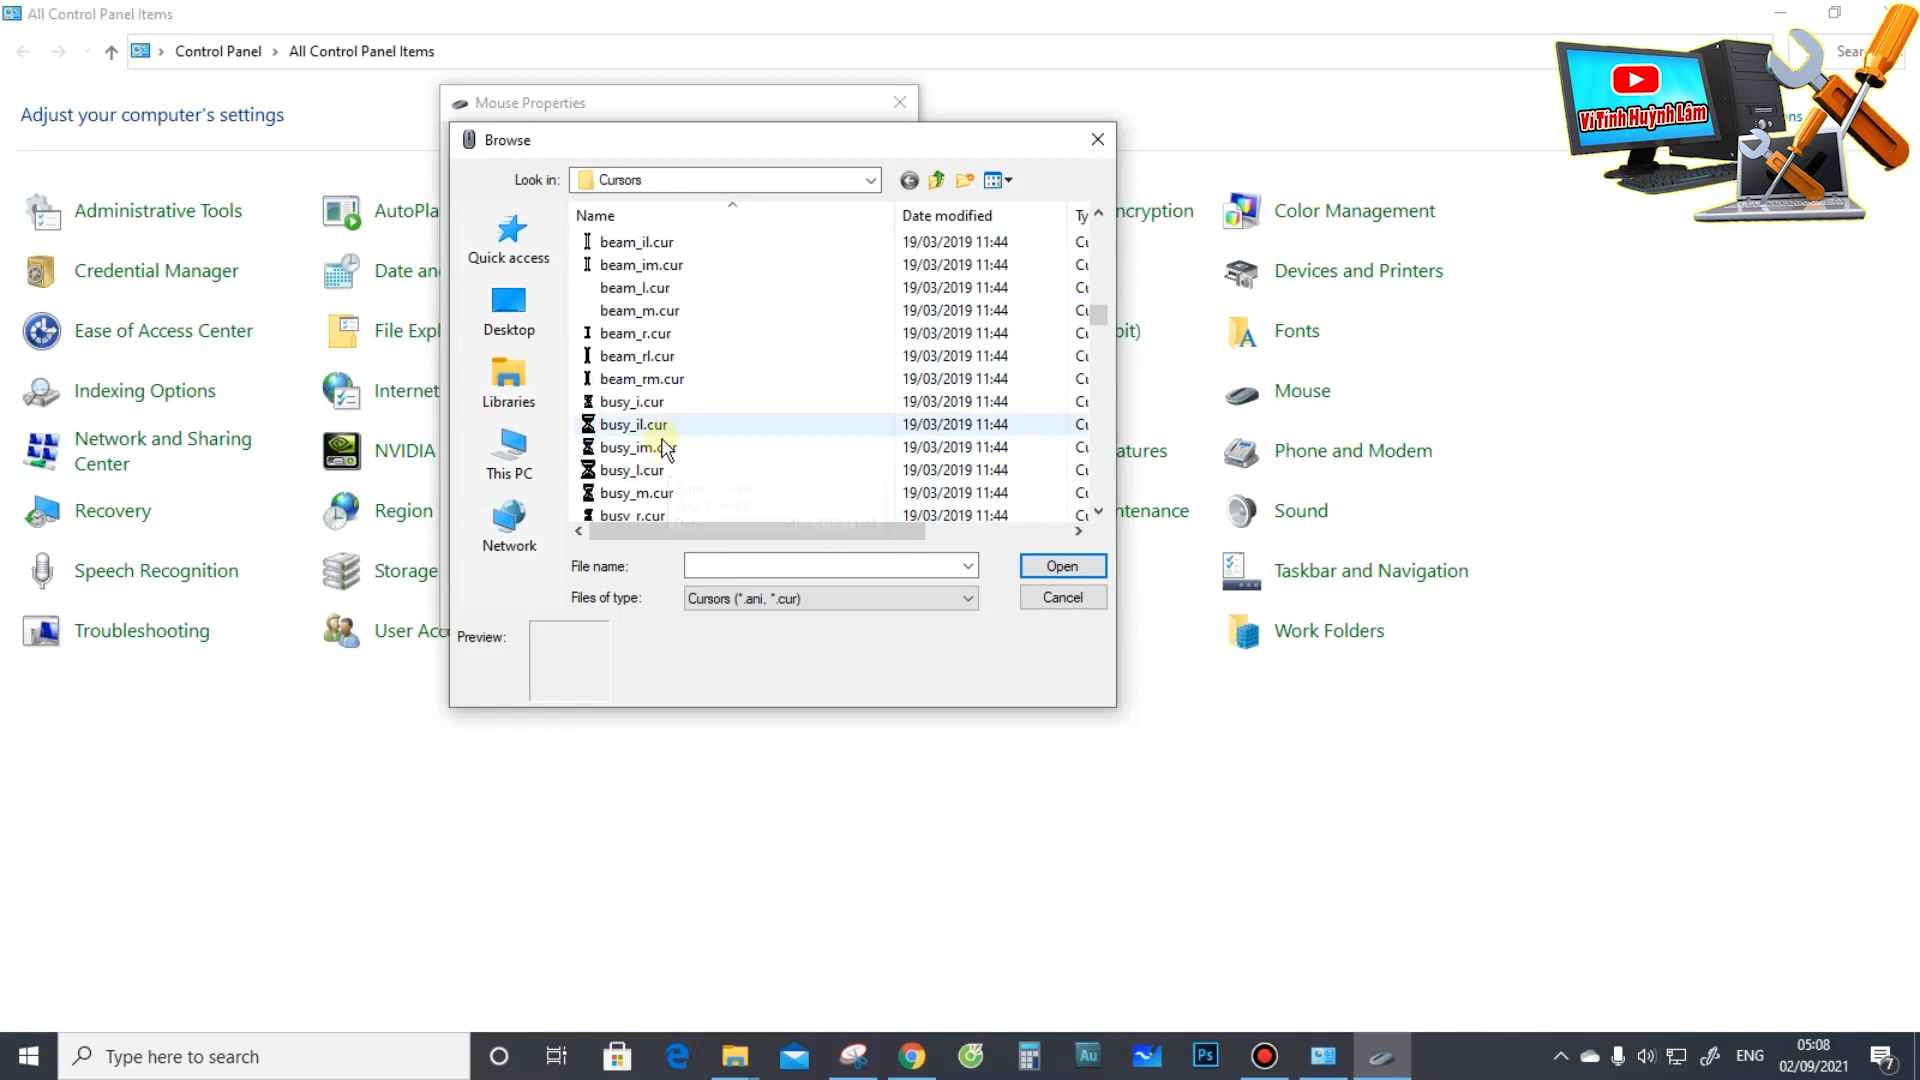 All Control Panel Items
Control Panel › All Control Panel Items
Sear
ViTính Huỳnh Lâm
Adjust your computer's settings
Mouse Properties
Browse
Look in: Cursors
Name Date modified Ty
beam_il.cur 19/03/2019 11:44 Cu
beam_im.cur 19/03/2019 11:44 Cu
beam_l.cur 19/03/2019 11:44 Cu
beam_m.cur 19/03/2019 11:44 Cu
beam_r.cur 19/03/2019 11:44 Cu
beam_rl.cur 19/03/2019 11:44 Cu
beam_rm.cur 19/03/2019 11:44 Cu
busy_i.cur 19/03/2019 11:44 Cu
busy_il.cur 19/03/2019 11:44 Cu
busy_im.cur 19/03/2019 11:44 Cu
busy_l.cur 19/03/2019 11:44 Cu
busy_m.cur 19/03/2019 11:44 Cu
busy_r.cur 19/03/2019 11:44 Cu
Quick access
Desktop
Libraries
This PC
Network
File name:
Open
Files of type: Cursors (*.ani, *.cur)
Cancel
Preview:
Administrative Tools
AutoPla
ncryption
Color Management
Credential Manager
Date an
Devices and Printers
Ease of Access Center
File Expl
bit)
Fonts
Indexing Options
Internet
Mouse
Network and Sharing
Center
NVIDIA
atures
Phone and Modem
Recovery
Region
ntenance
Sound
Speech Recognition
Storage
Taskbar and Navigation
Troubleshooting
User Acc
Work Folders
Type here to search
Au
Ps
ENG
05:08
02/09/2021
7